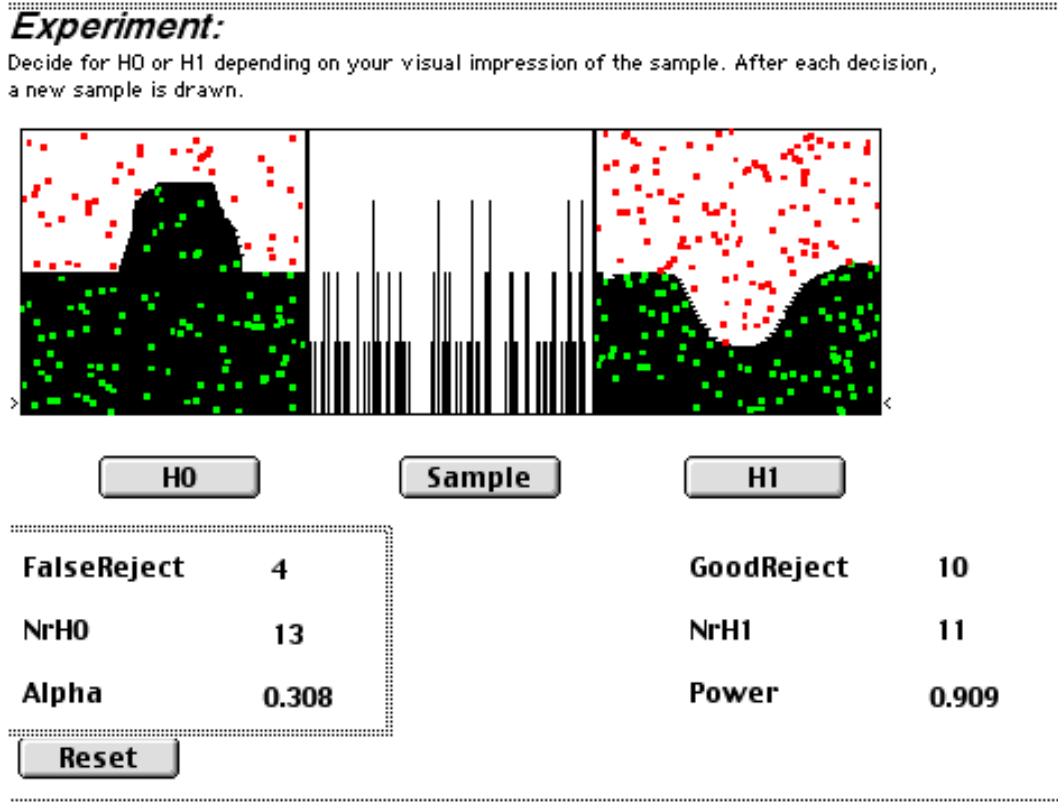 Experiment:
Decide for H0 or H1 depending on your visual impression of the sample. After each decision,
a new sample is drawn.
> <
H0 Sample H1
FalseReject 4 GoodReject 10
NrH0 13 NrH1 11
Alpha 0.308 Power 0.909
Reset